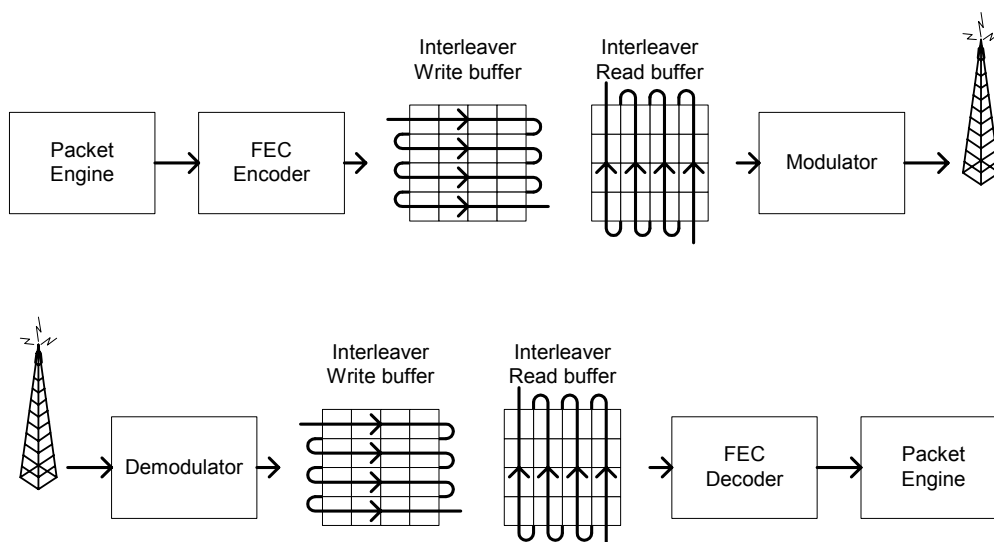 Interleaver
Write buffer
Interleaver
Read buffer
Packet
Engine
FEC
Encoder
Modulator
Interleaver
Write buffer
Interleaver
Read buffer
Demodulator
FEC
Decoder
Packet
Engine